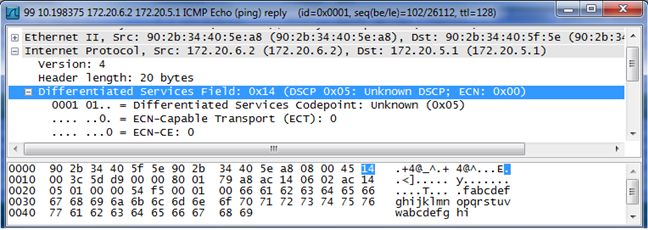 99 10.198375 172.20.6.2 172.20.5.1 ICMP Echo (ping) reply (id=0x0001, seq(be/le)=102/26112, ttl=128)
Ethernet II, Src: 90:2b:34:40:5e:a8 (90:2b:34:40:5e:a8), Dst: 90:2b:34:40:5f:5e (90:2b:34:40
Internet Protocol, Src: 172.20.6.2 (172.20.6.2), Dst: 172.20.5.1 (172.20.5.1)
Version: 4
Header length: 20 bytes
Differentiated Services Field: 0x14 (DSCP 0x05: Unknown DSCP; ECN: 0x00)
0001 01.. = Differentiated Services Codepoint: Unknown (0x05)
.... ..0. = ECN-Capable Transport (ECT): 0
.... ...0 = ECN-CE: 0
0000 90 2b 34 40 5f 5e 90 2b 34 40 5e a8 08 00 45 14 .+4@_^.+ 4@^...E.
0010 00 3c 5d d9 00 00 80 01 79 a8 ac 14 06 02 ac 14 .<]..... y.......
0020 05 01 00 00 54 f5 00 01 00 66 61 62 63 64 65 66 ....T... .fabcdef
0030 67 68 69 6a 6b 6c 6d 6e 6f 70 71 72 73 74 75 76 ghijklmn opqrstuv
0040 77 61 62 63 64 65 66 67 68 69 wabcdefg hi